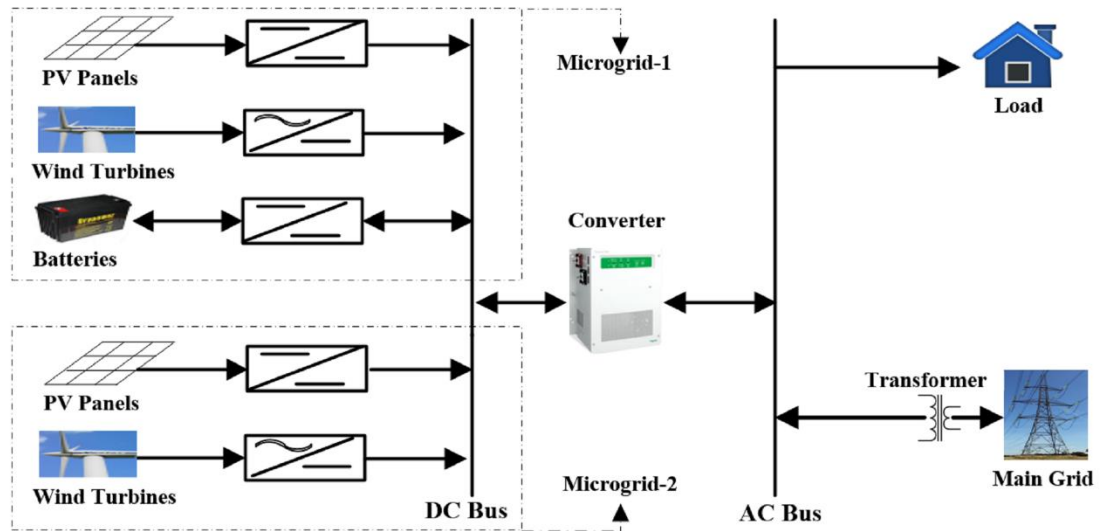 PV Panels
Wind Turbines
Batteries
Microgrid-1
Load
Converter
PV Panels
Wind Turbines
Microgrid-2
Transformer
Main Grid
DC Bus
AC Bus